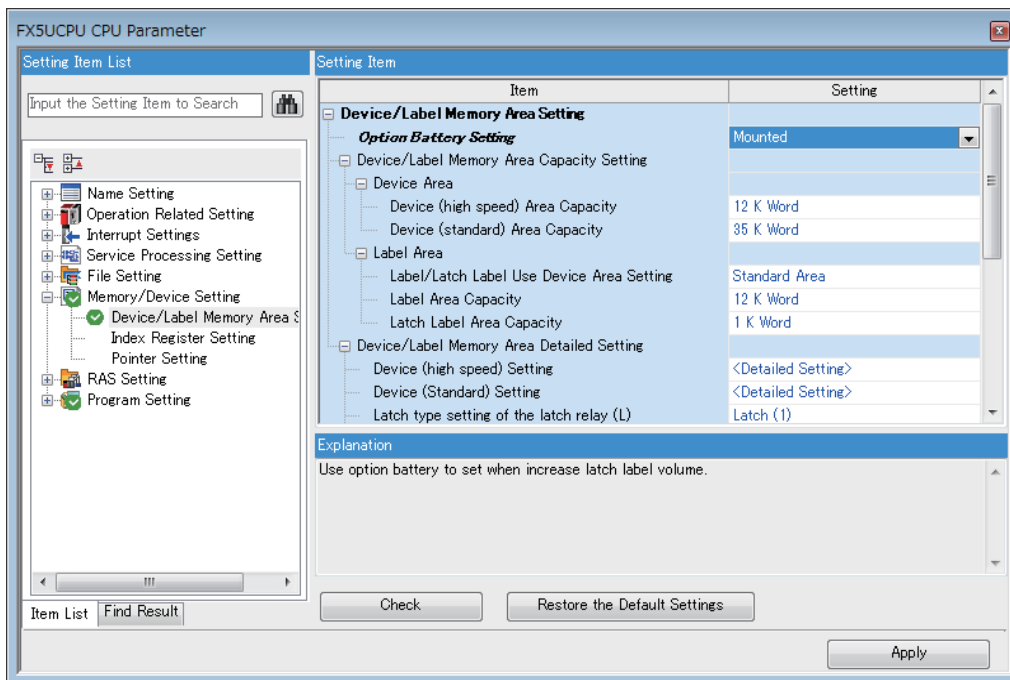 FX5UCPU CPU Parameter
Setting Item List
Input the Setting Item to Search
Name Setting
Operation Related Setting
Interrupt Settings
Service Processing Setting
File Setting
Memory/Device Setting
Device/Label Memory Area S
Index Register Setting
Pointer Setting
RAS Setting
Program Setting
Item List
Find Result
Setting Item
Item Setting
Device/Label Memory Area Setting
Option Battery Setting Mounted
Device/Label Memory Area Capacity Setting
Device Area
Device (high speed) Area Capacity 12 K Word
Device (standard) Area Capacity 35 K Word
Label Area
Label/Latch Label Use Device Area Setting Standard Area
Label Area Capacity 12 K Word
Latch Label Area Capacity 1 K Word
Device/Label Memory Area Detailed Setting
Device (high speed) Setting <Detailed Setting>
Device (Standard) Setting <Detailed Setting>
Latch type setting of the latch relay (L) Latch (1)
Explanation
Use option battery to set when increase latch label volume.
Check
Restore the Default Settings
Apply